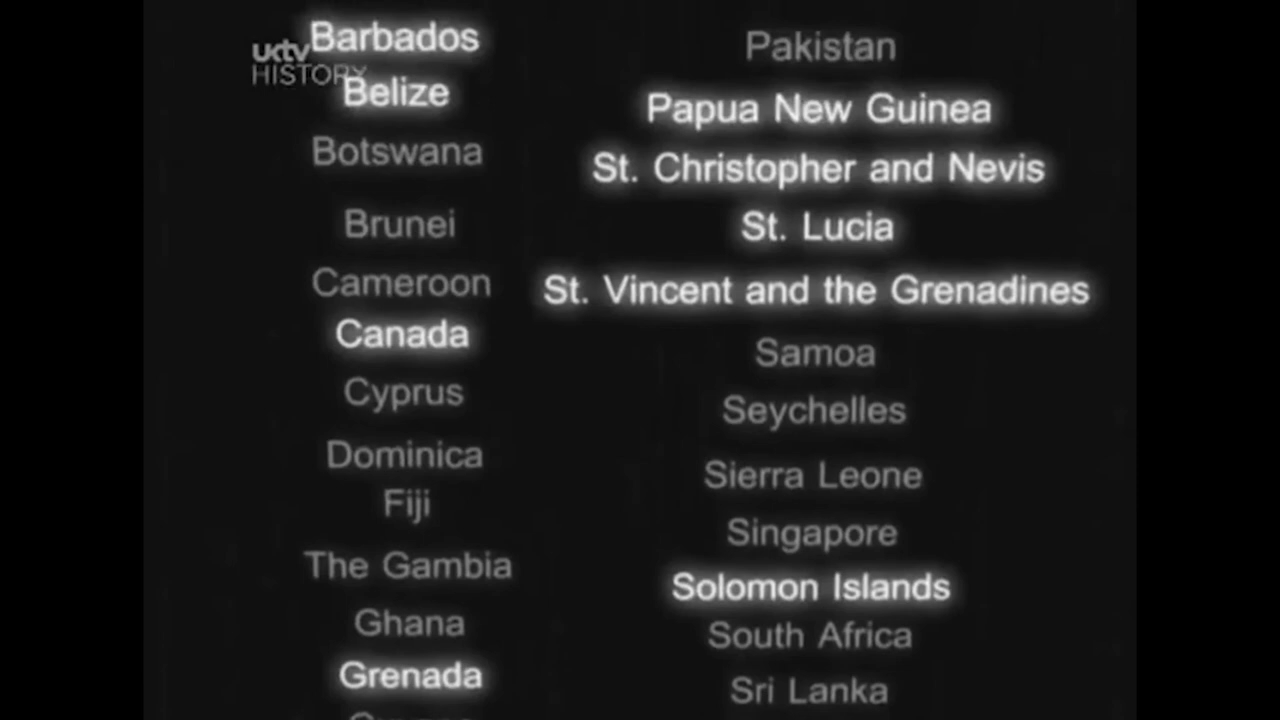 uktv
HISTORY
Barbados
Belize
Botswana
Brunei
Cameroon
Canada
Cyprus
Dominica
Fiji
The Gambia
Ghana
Grenada
Pakistan
Papua New Guinea
St. Christopher and Nevis
St. Lucia
St. Vincent and the Grenadines
Samoa
Seychelles
Sierra Leone
Singapore
Solomon Islands
South Africa
Sri Lanka